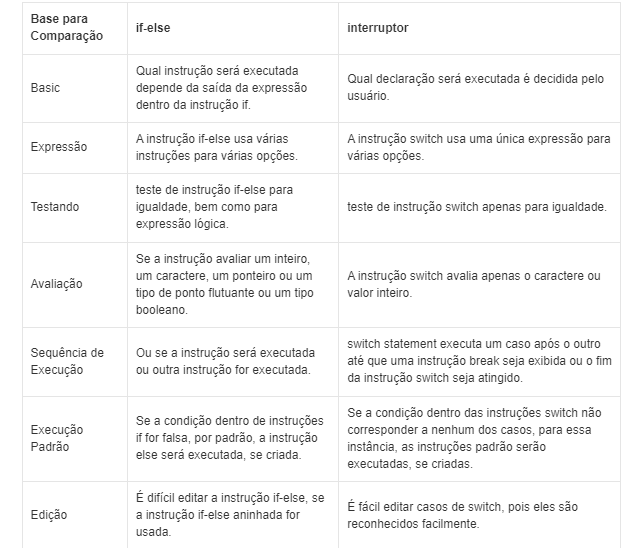 Base para
Comparação
if-else
interruptor
Basic
Qual instrução será executada
depende da saída da expressão
dentro da instrução if.
Qual declaração será executada é decidida pelo
usuário.
Expressão
A instrução if-else usa várias
instruções para várias opções.
A instrução switch usa uma única expressão para
várias opções.
Testando
teste de instrução if-else para
igualdade, bem como para
expressão lógica.
teste de instrução switch apenas para igualdade.
Avaliação
Se a instrução avaliar um inteiro,
um caractere, um ponteiro ou um
tipo de ponto flutuante ou um tipo
booleano.
A instrução switch avalia apenas o caractere ou
valor inteiro.
Sequência de
Execução
Ou se a instrução será executada
ou outra instrução for executada.
switch statement executa um caso após o outro
até que uma instrução break seja exibida ou o fim
da instrução switch seja atingido.
Execução
Padrão
Se a condição dentro de instruções
if for falsa, por padrão, a instrução
else será executada, se criada.
Se a condição dentro das instruções switch não
corresponder a nenhum dos casos, para essa
instância, as instruções padrão serão
executadas, se criadas.
Edição
É difícil editar a instrução if-else, se
a instrução if-else aninhada for
usada.
É fácil editar casos de switch, pois eles são
reconhecidos facilmente.